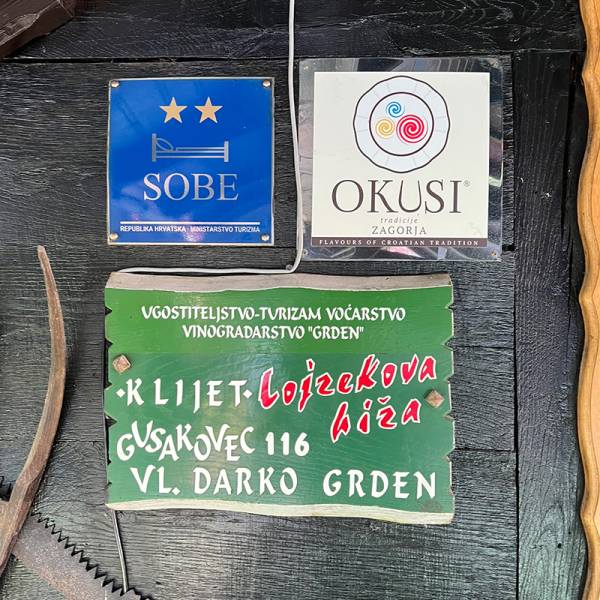 SOBE
REPUBLIKA HRVATSKA · MINISTARSTVO TURIZMA
OKUSI®
tradicije
ZAGORJA
FLAVOURS OF CROATIAN TRADITION
UGOSTITELJSTVO-TURIZAM VOĆARSTVO
VINOGRADARSTVO "GRDEN"
·KLIJET· Lojzekova
hiža
GUSAKOVEC 116
VL. DARKO GRDEN